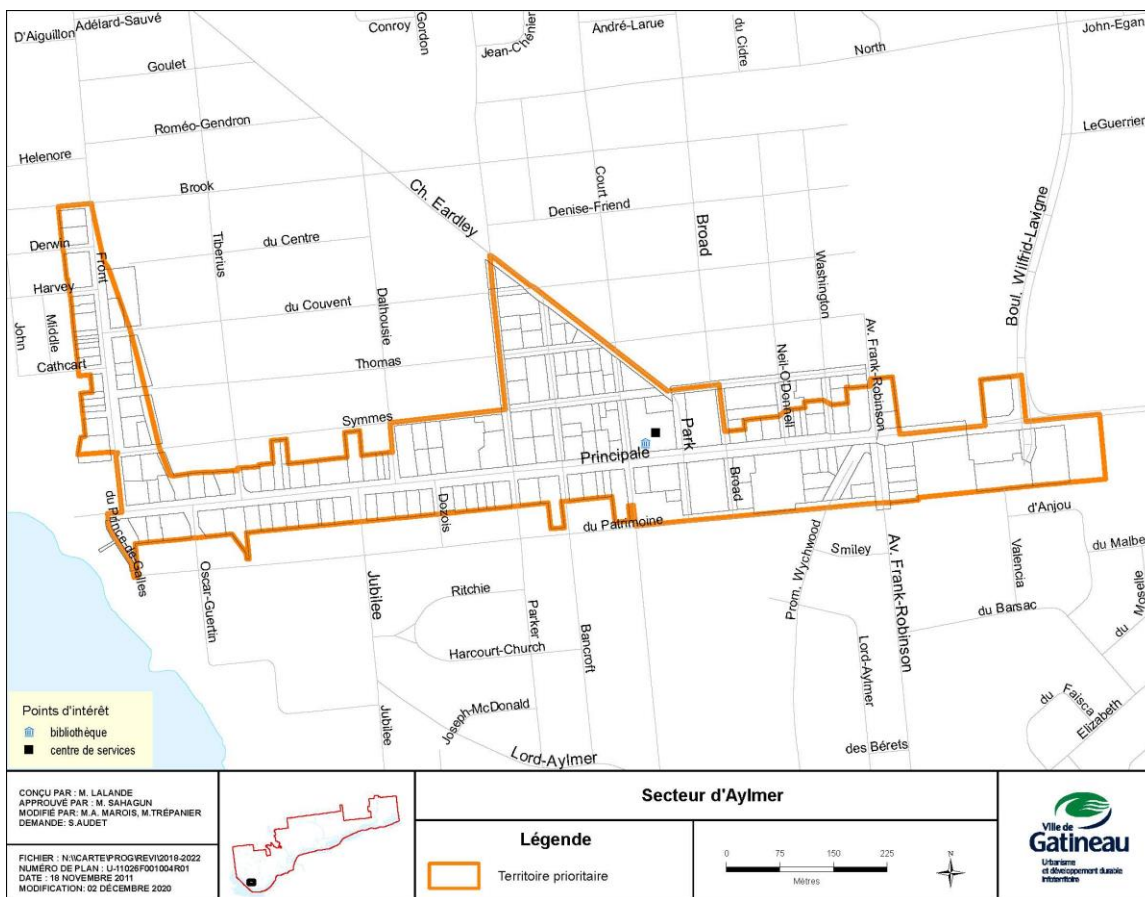 Adélard-Sauvé
D'Aiguillon
Goulet
Conroy
Gordon
Jean-Chénier
André-Larue
du Cidre
North
John-Egan
Roméo-Gendron
LeGuerrier
Helenore
Brook
Ch. Eardley
Court
Denise-Friend
Broad
Boul. Wilfrid-Lavigne
Derwin
Front
Tiberius
du Centre
Washington
Harvey
du Couvent
Dalhousie
John
Middle
Cathcart
Thomas
Neil-O'Donnell
Av. Frank-Robinson
Symmes
Park
Principale
Broad
du Prince-de-Galles
Dozois
du Patrimoine
d'Anjou
Oscar-Guertin
Jubilee
Ritchie
Parker
Bancroft
Prom. Wychwood
Smiley
Av. Frank-Robinson
Valencia
du Malbe
du Barsac
du Moselle
Harcourt-Church
Lord-Aylmer
Joseph-McDonald
Jubilee
Lord-Aylmer
des Bérets
du Faisca
Elizabeth
Points d'intérêt
bibliothèque
centre de services
CONÇU PAR : M. LALANDE
APPROUVÉ PAR : M. SAHAGUN
MODIFIÉ PAR: M.A. MAROIS, M.TRÉPANIER
DEMANDE: S.AUDET
FICHIER : N:\\CARTE\PROG\REVI\2018-2022
NUMÉRO DE PLAN : U-11026F001004R01
DATE : 18 NOVEMBRE 2011
MODIFICATION: 02 DÉCEMBRE 2020
Secteur d'Aylmer
Légende
Territoire prioritaire
0 75 150 225
Mètres
N
Ville de
Gatineau
Urbanisme
et développement durable
Infoterritoire